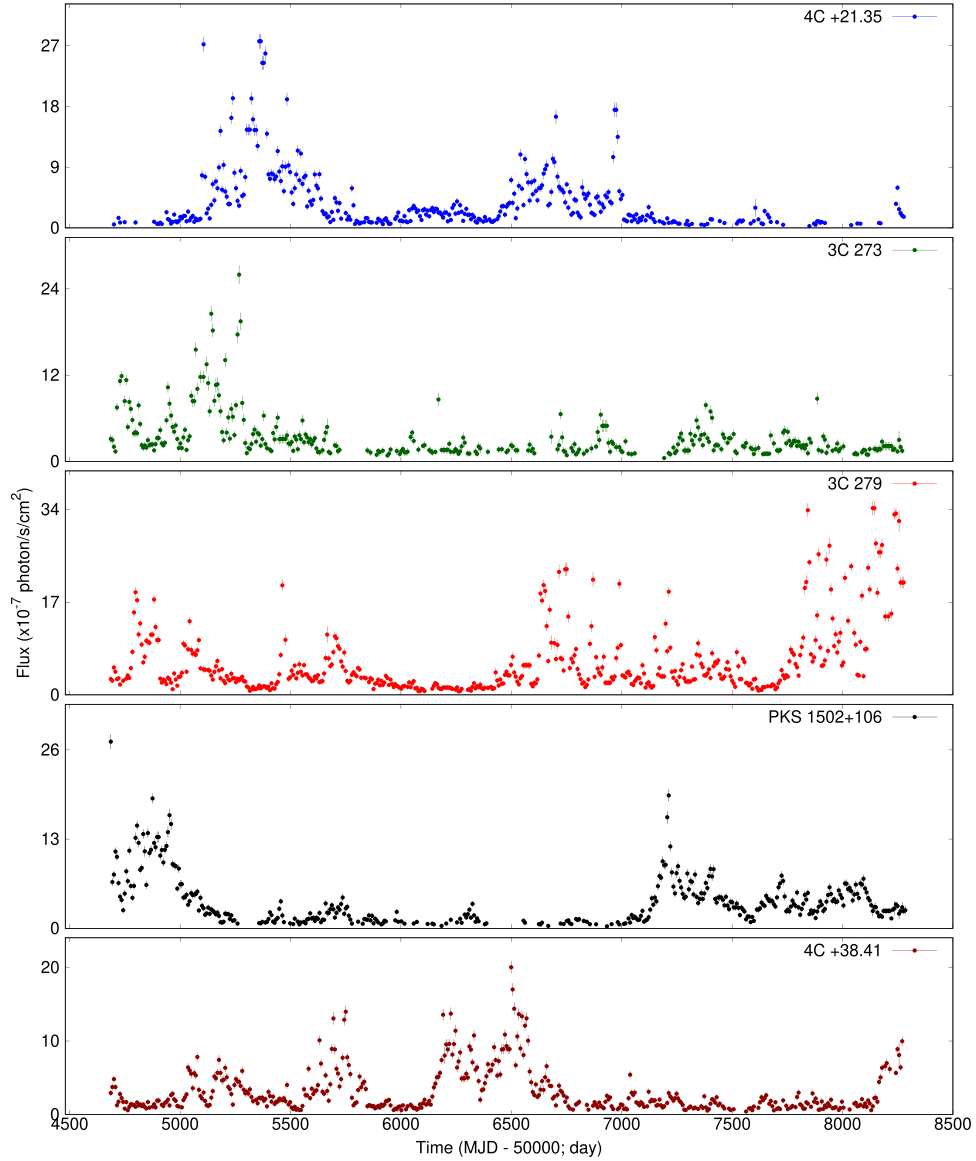 4C +21.35
27
18
9
0
3C 273
24
12
0
3C 279
34
17
0
Flux (x10⁻⁷ photon/s/cm²)
PKS 1502+106
26
13
0
4C +38.41
20
10
0
4500 5000 5500 6000 6500 7000 7500 8000 8500
Time (MJD - 50000; day)